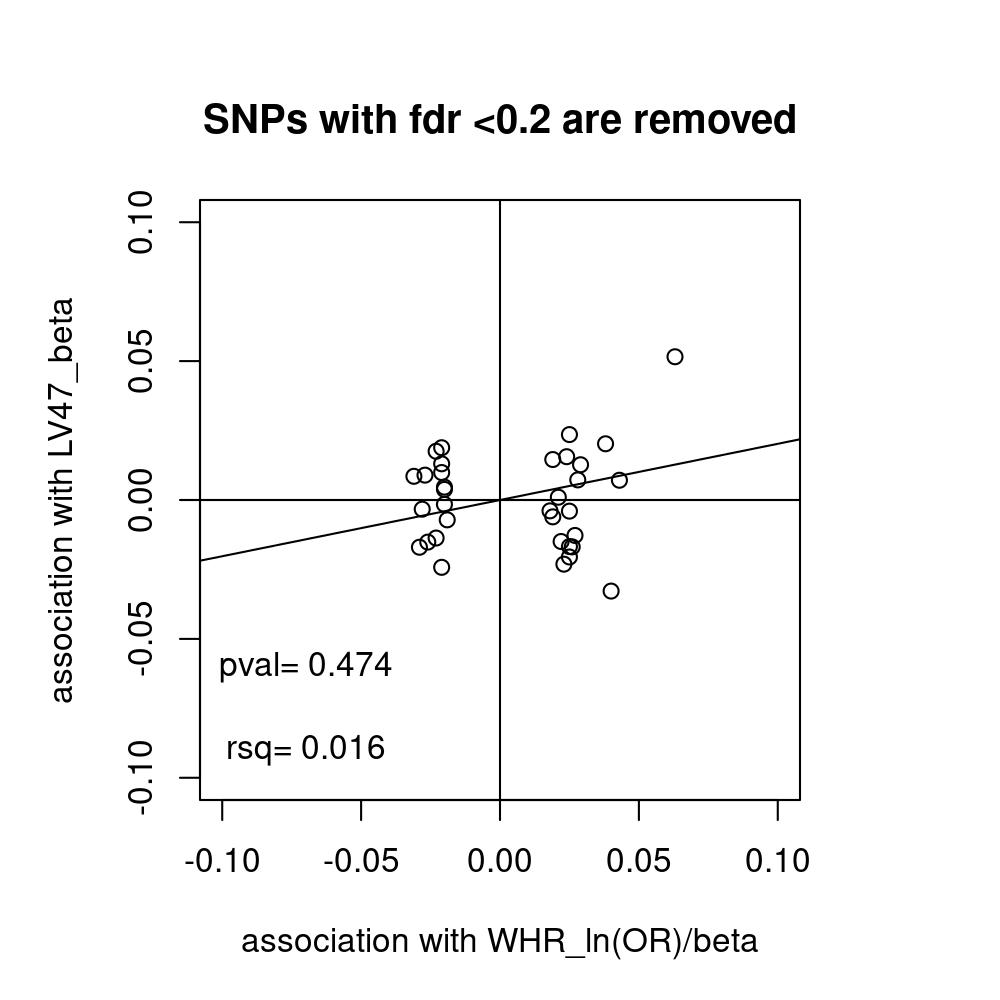 SNPs with fdr <0.2 are removed
association with LV47_beta
0.10
0.05
0.00
-0.05
-0.10
pval= 0.474
rsq= 0.016
-0.10 -0.05 0.00 0.05 0.10
association with WHR_ln(OR)/beta